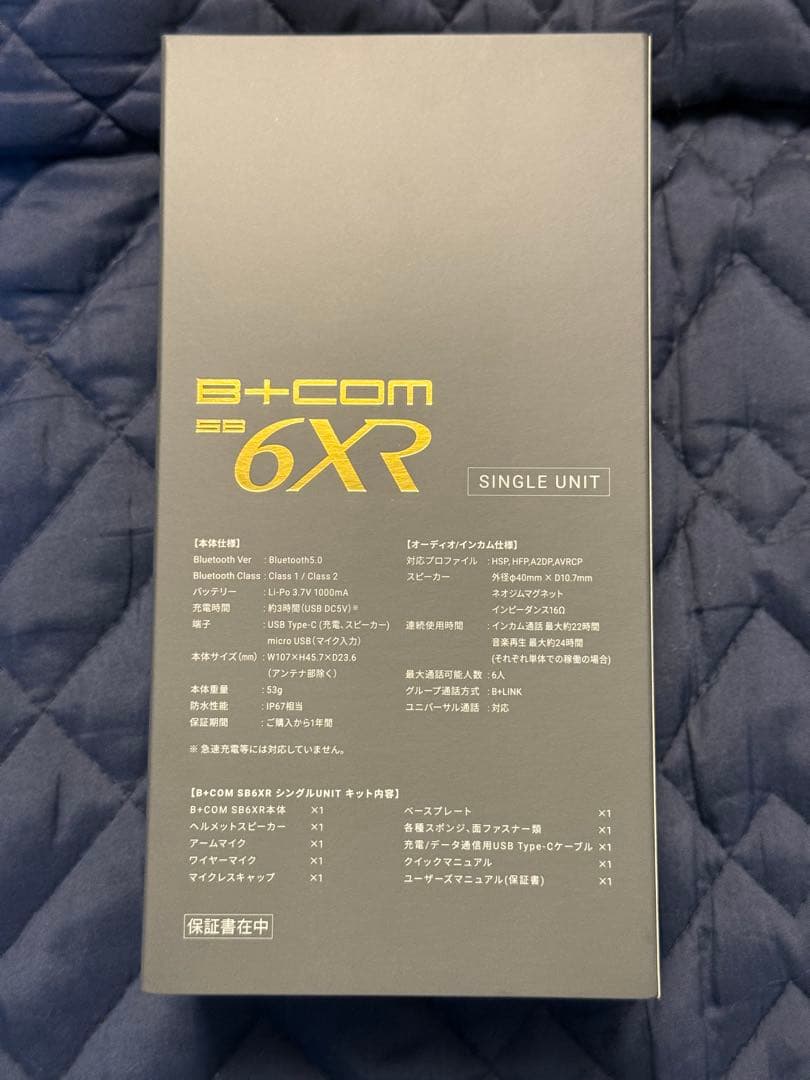 B+COM
SB 6XR
SINGLE UNIT
【本体仕様】
Bluetooth Ver : Bluetooth5.0
Bluetooth Class : Class 1 / Class 2
バッテリー : Li-Po 3.7V 1000mA
充電時間 : 約3時間(USB DC5V)※
端子 : USB Type-C (充電、スピーカー)
micro USB(マイク入力)
本体サイズ(mm) : W107×H45.7×D23.6
(アンテナ部除く)
本体重量 : 53g
防水性能 : IP67相当
保証期間 : ご購入から1年間
※ 急速充電等には対応していません。
【オーディオ/インカム仕様】
対応プロファイル : HSP, HFP,A2DP,AVRCP
スピーカー 外径φ40mm × D10.7mm
ネオジムマグネット
インピーダンス16Ω
連続使用時間 : インカム通話 最大約22時間
音楽再生 最大約24時間
(それぞれ単体での稼働の場合)
最大通話可能人数 : 6人
グループ通話方式 : B+LINK
ユニバーサル通話 : 対応
【B+COM SB6XR シングルUNIT キット内容】
B+COM SB6XR本体 ×1
ヘルメットスピーカー ×1
アームマイク ×1
ワイヤーマイク ×1
マイクレスキャップ ×1
ベースプレート ×1
各種スポンジ、面ファスナー類 ×1
充電/データ通信用USB Type-Cケーブル ×1
クイックマニュアル ×1
ユーザーズマニュアル(保証書) ×1
保証書在中